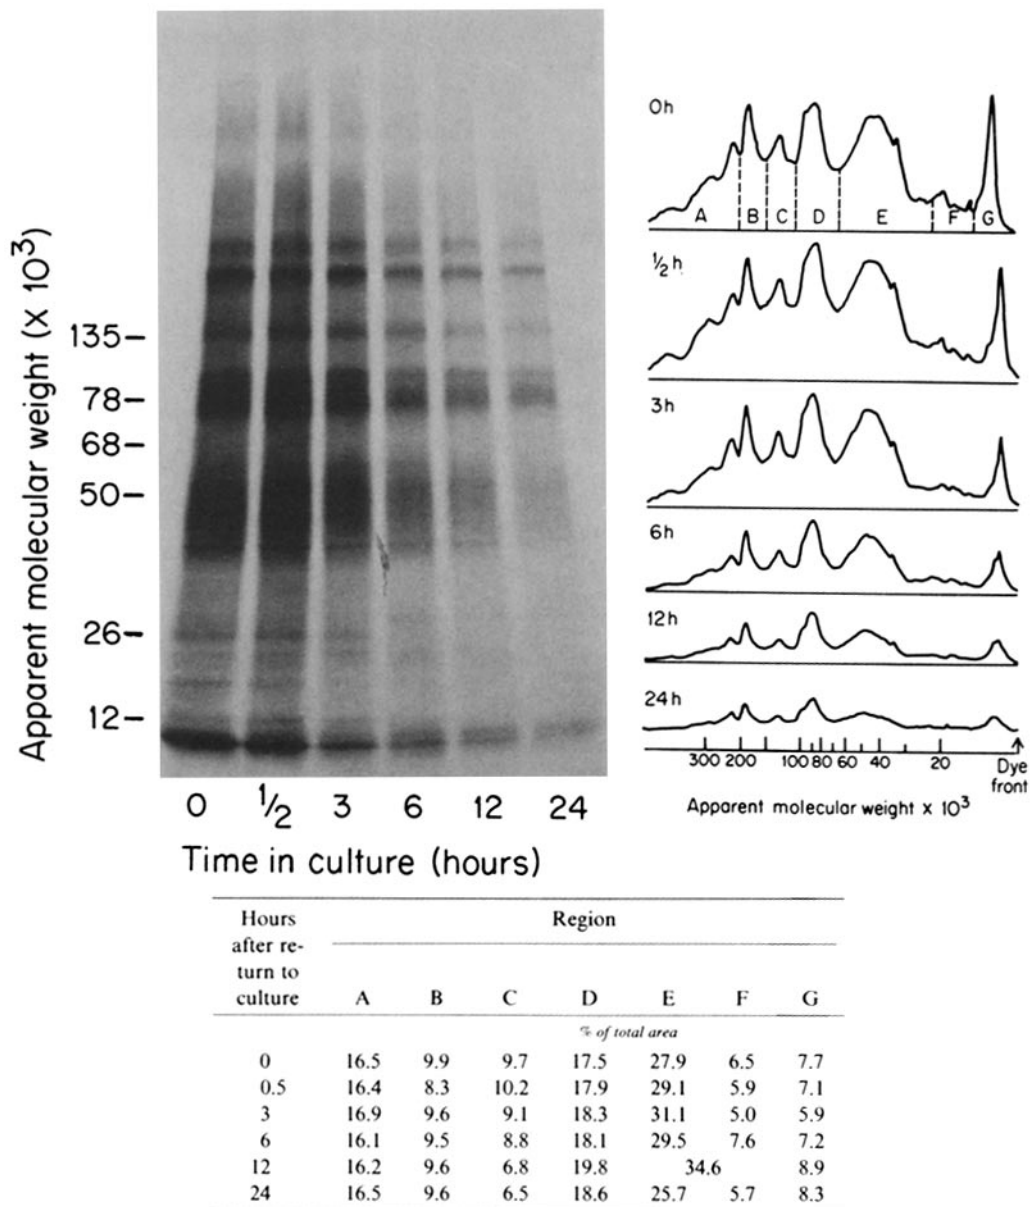 Apparent molecular weight (x 10³)
135–
78–
68–
50–
26–
12–
0 ½ 3 6 12 24
Time in culture (hours)
0h
A B C D E F G
½h
3h
6h
12h
24h
300 200 100 80 60 40 20 Dye
front
Apparent molecular weight x 10³
Hours
after re-
turn to
culture
Region
A B C D E F G
% of total area
0 16.5 9.9 9.7 17.5 27.9 6.5 7.7
0.5 16.4 8.3 10.2 17.9 29.1 5.9 7.1
3 16.9 9.6 9.1 18.3 31.1 5.0 5.9
6 16.1 9.5 8.8 18.1 29.5 7.6 7.2
12 16.2 9.6 6.8 19.8 34.6 8.9
24 16.5 9.6 6.5 18.6 25.7 5.7 8.3